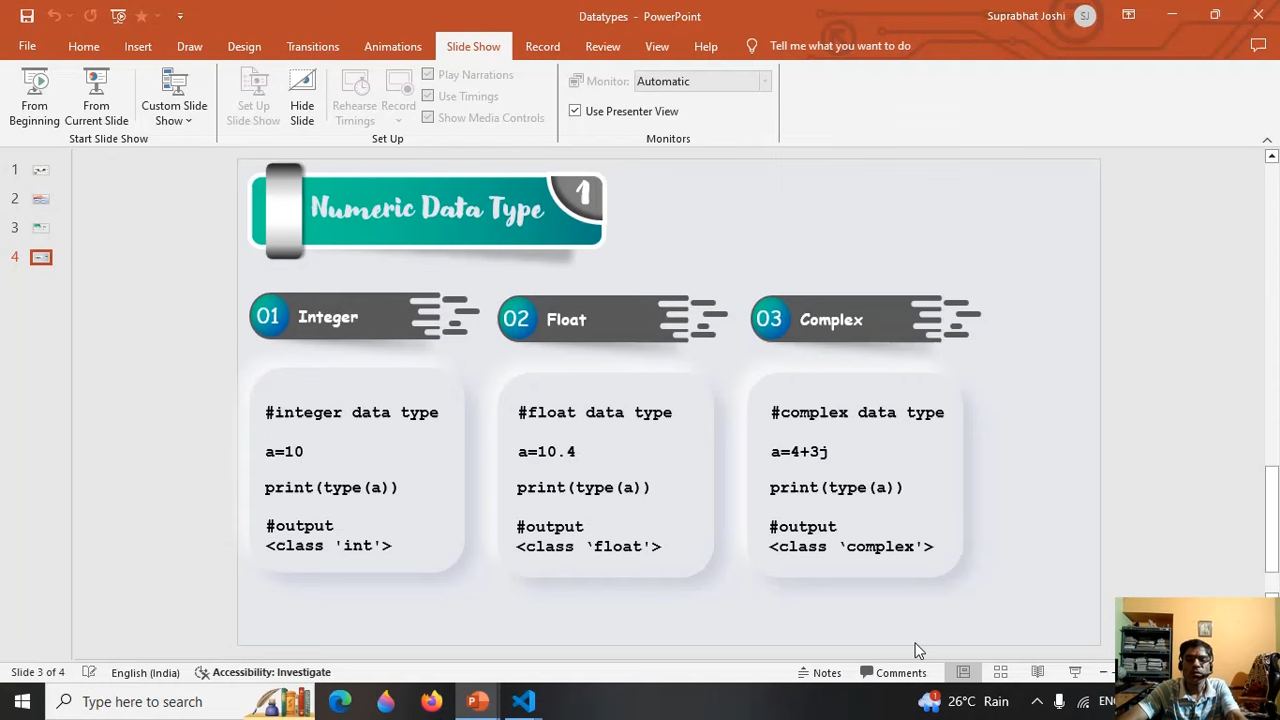 Datatypes - PowerPoint
Suprabhat Joshi
SJ
File Home Insert Draw Design Transitions Animations Slide Show Record Review View Help Tell me what you want to do
From Beginning
From Current Slide
Custom Slide Show
Set Up Slide Show
Hide Slide
Rehearse Timings
Record
Play Narrations
Use Timings
Show Media Controls
Monitor: Automatic
Use Presenter View
Start Slide Show
Set Up
Monitors
1
2
3
4
Numeric Data Type
1
01 Integer
#integer data type
a=10
print(type(a))
#output
<class 'int'>
02 Float
#float data type
a=10.4
print(type(a))
#output
<class `float'>
03 Complex
#complex data type
a=4+3j
print(type(a))
#output
<class `complex'>
Slide 3 of 4 English (India) Accessibility: Investigate Notes Comments
Type here to search
1
26°C Rain
EN